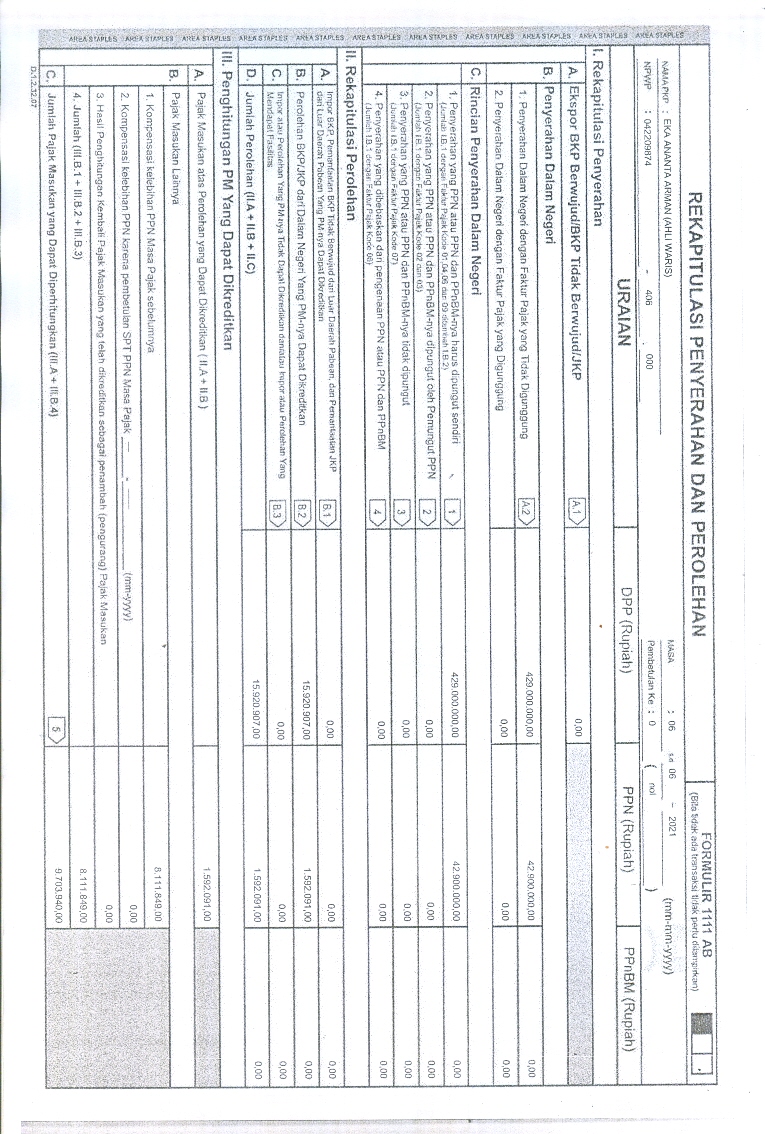 AREA STAPLES AREA STAPLES AREA STAPLES AREA STAPLES AREA STAPLES AREA STAPLES AREA STAPLES AREA STAPLES AREA STAPLES AREA STAPLES AREA STAPLES AREA STAPLES
REKAPITULASI PENYERAHAN DAN PEROLEHAN
FORMULIR 1111 AB
(Bila tidak ada transaksi tidak perlu dilampirkan)
NAMA PKP : EKA ANANTA ARMAN (AHLI WARIS)
MASA : 06 sd 06 - 2021 (mm-mm-yyyy)
NPWP : 042209874 - 406 . 000
Pembetulan Ke : 0 ( nol )
URAIAN DPP (Rupiah) PPN (Rupiah) PPnBM (Rupiah)
I. Rekapitulasi Penyerahan
A. Ekspor BKP Berwujud/BKP Tidak Berwujud/JKP A.1 0,00
B. Penyerahan Dalam Negeri
1. Penyerahan Dalam Negeri dengan Faktur Pajak yang Tidak Digunggung A.2 429.000.000,00 42.900.000,00 0,00
2. Penyerahan Dalam Negeri dengan Faktur Pajak yang Digunggung 0,00 0,00 0,00
C. Rincian Penyerahan Dalam Negeri
1. Penyerahan yang PPN atau PPN dan PPnBM-nya harus dipungut sendiri 1 429.000.000,00 42.900.000,00 0,00
(Jumlah I.B.1 dengan Faktur Pajak Kode 01,04,06 dan 09 ditambah I.B.2)
2. Penyerahan yang PPN atau PPN dan PPnBM-nya dipungut oleh Pemungut PPN 2 0,00 0,00 0,00
(Jumlah I.B.1 dengan Faktur Pajak Kode 02 dan 03)
3. Penyerahan yang PPN atau PPN dan PPnBM-nya tidak dipungut 3 0,00 0,00 0,00
(Jumlah I.B.1 dengan Faktur Pajak Kode 07)
4. Penyerahan yang dibebaskan dari pengenaan PPN atau PPN dan PPnBM 4 0,00 0,00 0,00
(Jumlah I.B.1 dengan Faktur Pajak Kode 08)
II. Rekapitulasi Perolehan
A. Impor BKP, Pemanfaatan BKP Tidak Berwujud dari Luar Daerah Pabean, dan Pemanfaatan JKP
dari Luar Daerah Pabean Yang PM-nya Dapat Dikreditkan B.1 0,00 0,00 0,00
B. Perolehan BKP/JKP dari Dalam Negeri Yang PM-nya Dapat Dikreditkan B.2 15.920.907,00 1.592.091,00 0,00
C. Impor atau Perolehan Yang PM-nya Tidak Dapat Dikreditkan dan/atau Impor atau Perolehan Yang
Mendapat Fasilitas B.3 0,00 0,00 0,00
D. Jumlah Perolehan (II.A + II.B + II.C) 15.920.907,00 1.592.091,00 0,00
III. Penghitungan PM Yang Dapat Dikreditkan
A. Pajak Masukan atas Perolehan yang Dapat Dikreditkan ( II.A + II.B ) 1.592.091,00
B. Pajak Masukan Lainnya
1. Kompensasi kelebihan PPN Masa Pajak sebelumnya 8.111.849,00
2. Kompensasi kelebihan PPN karena pembetulan SPT PPN Masa Pajak - (mm-yyyy) 0,00
3. Hasil Penghitungan Kembali Pajak Masukan yang telah dikreditkan sebagai penambah (pengurang) Pajak Masukan 0,00
4. Jumlah (III.B.1 + III.B.2 + III.B.3) 8.111.849,00
C. Jumlah Pajak Masukan yang Dapat Diperhitungkan (III.A + III.B.4) 5 9.703.940,00
D.1.2.32.07